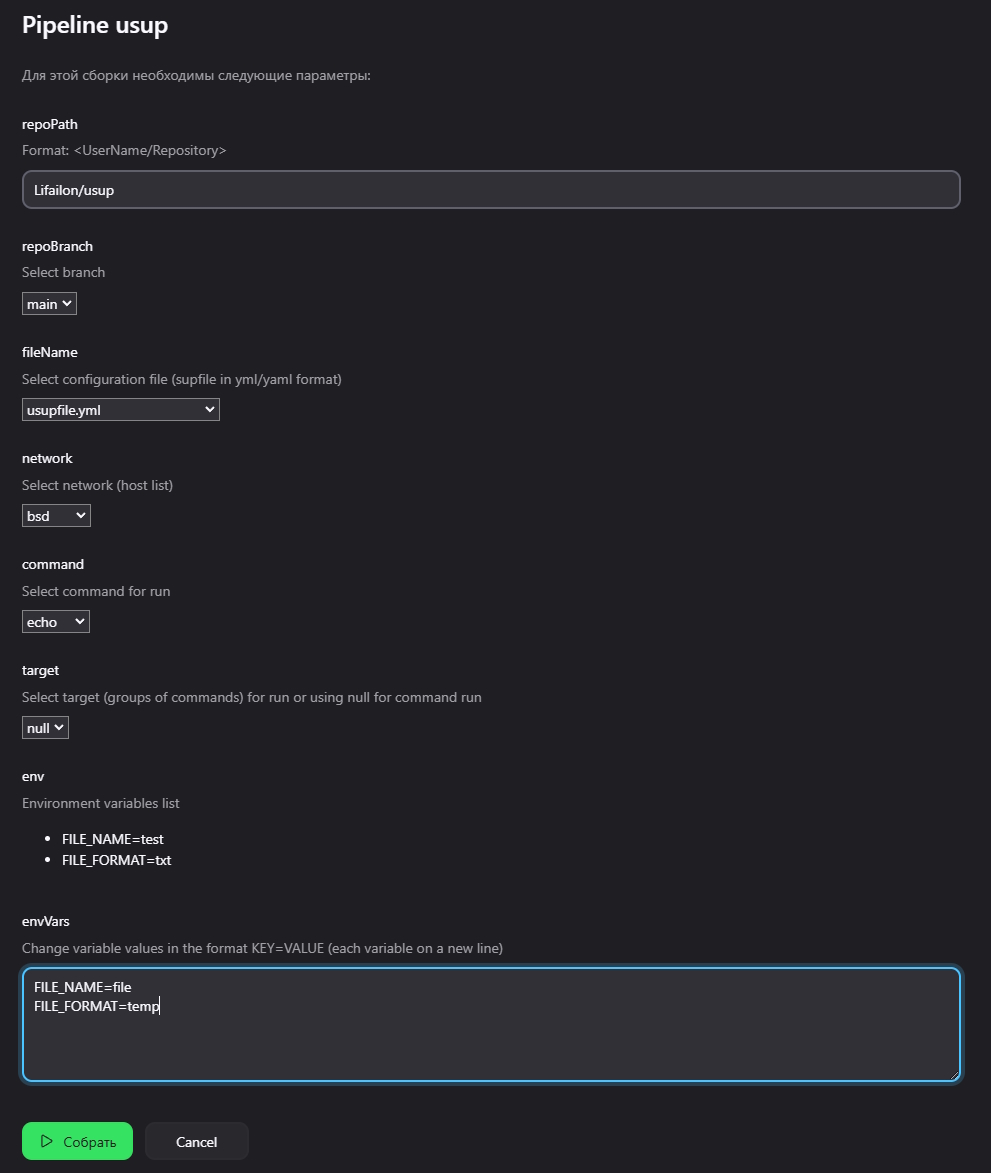 Pipeline usup
Для этой сборки необходимы следующие параметры:
repoPath
Format: <UserName/Repository>
Lifailon/usup
repoBranch
Select branch
main
fileName
Select configuration file (supfile in yml/yaml format)
usupfile.yml
network
Select network (host list)
bsd
command
Select command for run
echo
target
Select target (groups of commands) for run or using null for command run
null
env
Environment variables list
• FILE_NAME=test
• FILE_FORMAT=txt
envVars
Change variable values in the format KEY=VALUE (each variable on a new line)
FILE_NAME=file
FILE_FORMAT=temp
Собрать Cancel